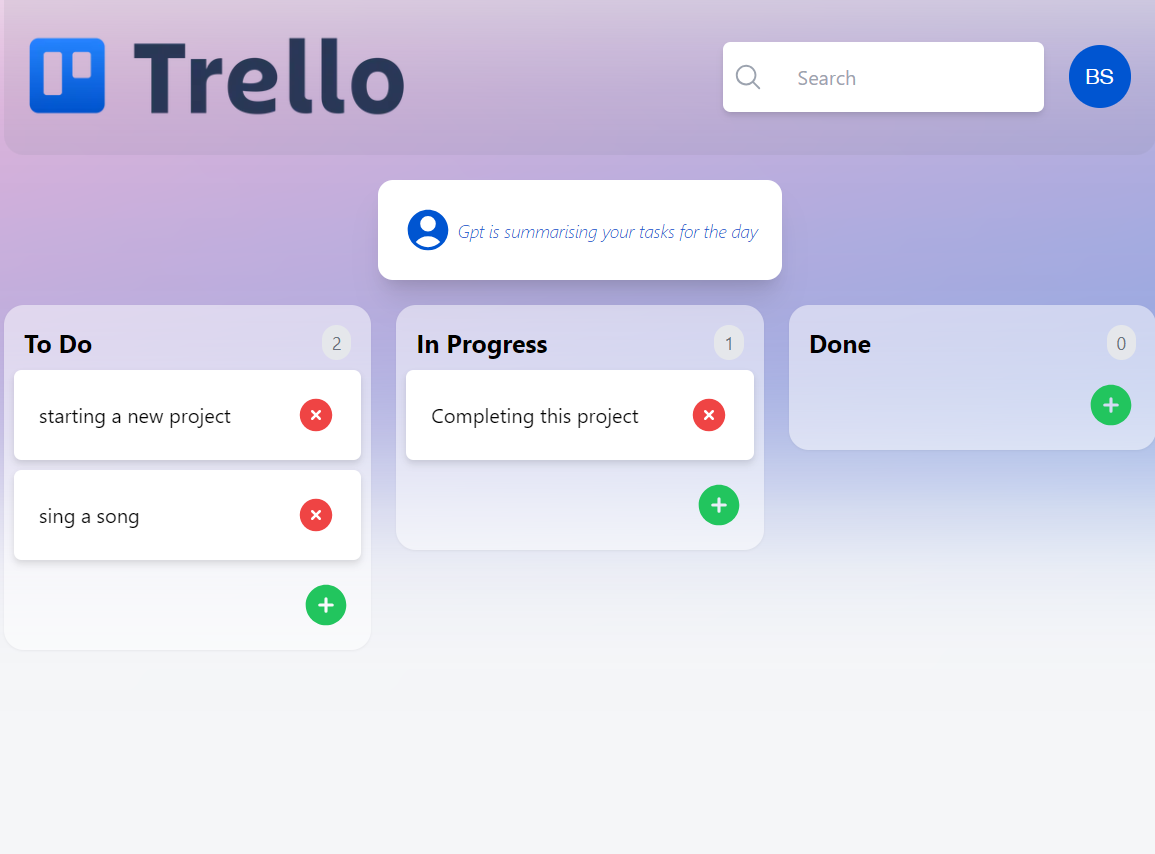 Trello
Search
BS
Gpt is summarising your tasks for the day
To Do
2
starting a new project
sing a song
In Progress
1
Completing this project
Done
0